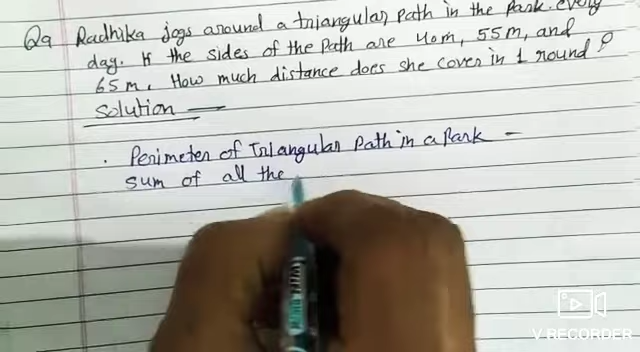 Q9 Radhika jogs around a triangular path in the Park. every
day. If the sides of the Path are 40m, 55m, and
65m. How much distance does she cover in 1 round?
Solution —
. Perimeter of Triangular Path in a Park -
sum of all the
V.RECORDER